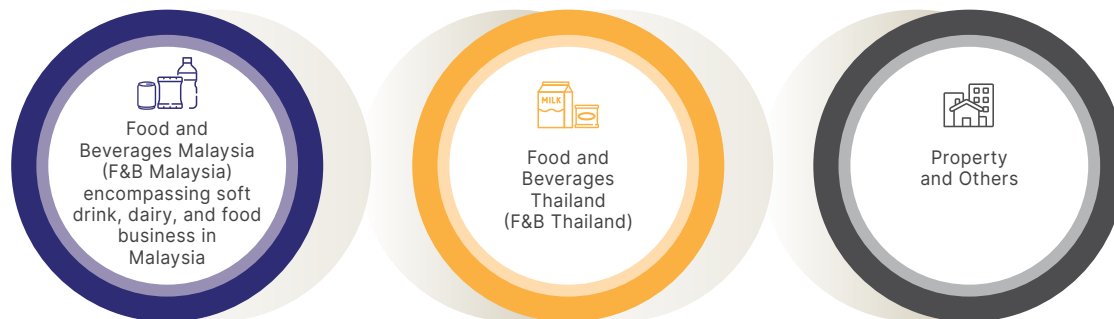 Food and
Beverages Malaysia
(F&B Malaysia)
encompassing soft
drink, dairy, and food
business in
Malaysia
MILK
Food and
Beverages
Thailand
(F&B Thailand)
Property
and Others